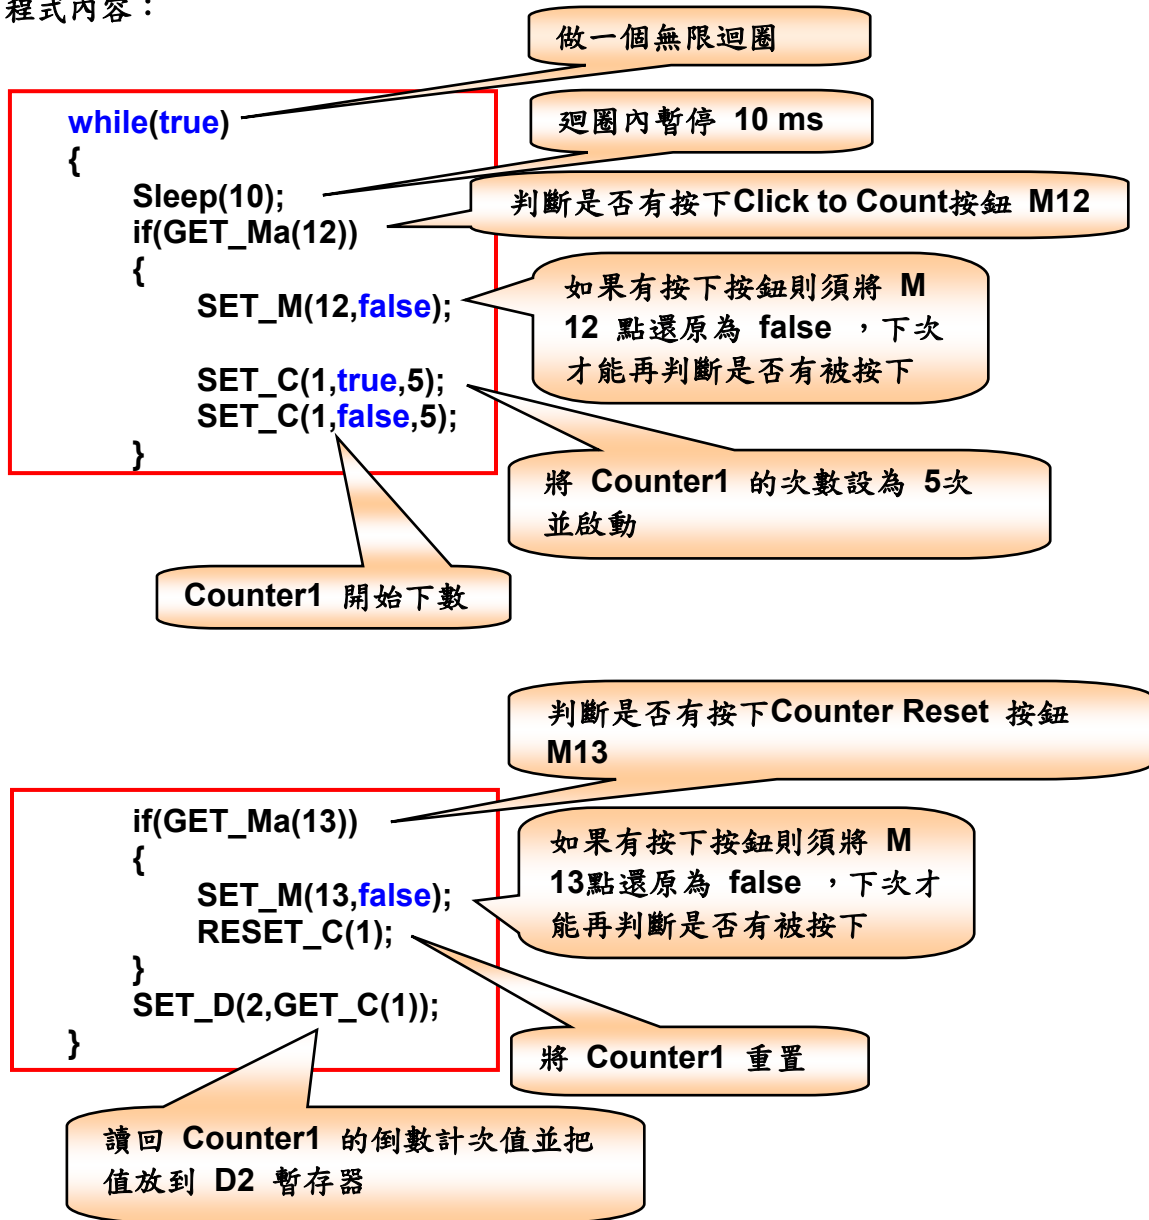 程式內容：
做一個無限迴圈
while(true)
{
迴圈內暫停 10 ms
Sleep(10);
判斷是否有按下Click to Count按鈕 M12
if(GET_Ma(12))
{
如果有按下按鈕則須將 M
12 點還原為 false ，下次
才能再判斷是否有被按下
SET_M(12,false);
SET_C(1,true,5);
SET_C(1,false,5);
}
將 Counter1 的次數設為 5次
並啟動
Counter1 開始下數
判斷是否有按下Counter Reset 按鈕
M13
if(GET_Ma(13))
{
如果有按下按鈕則須將 M
13點還原為 false ，下次才
能再判斷是否有被按下
SET_M(13,false);
RESET_C(1);
}
SET_D(2,GET_C(1));
}
將 Counter1 重置
讀回 Counter1 的倒數計次值並把
值放到 D2 暫存器